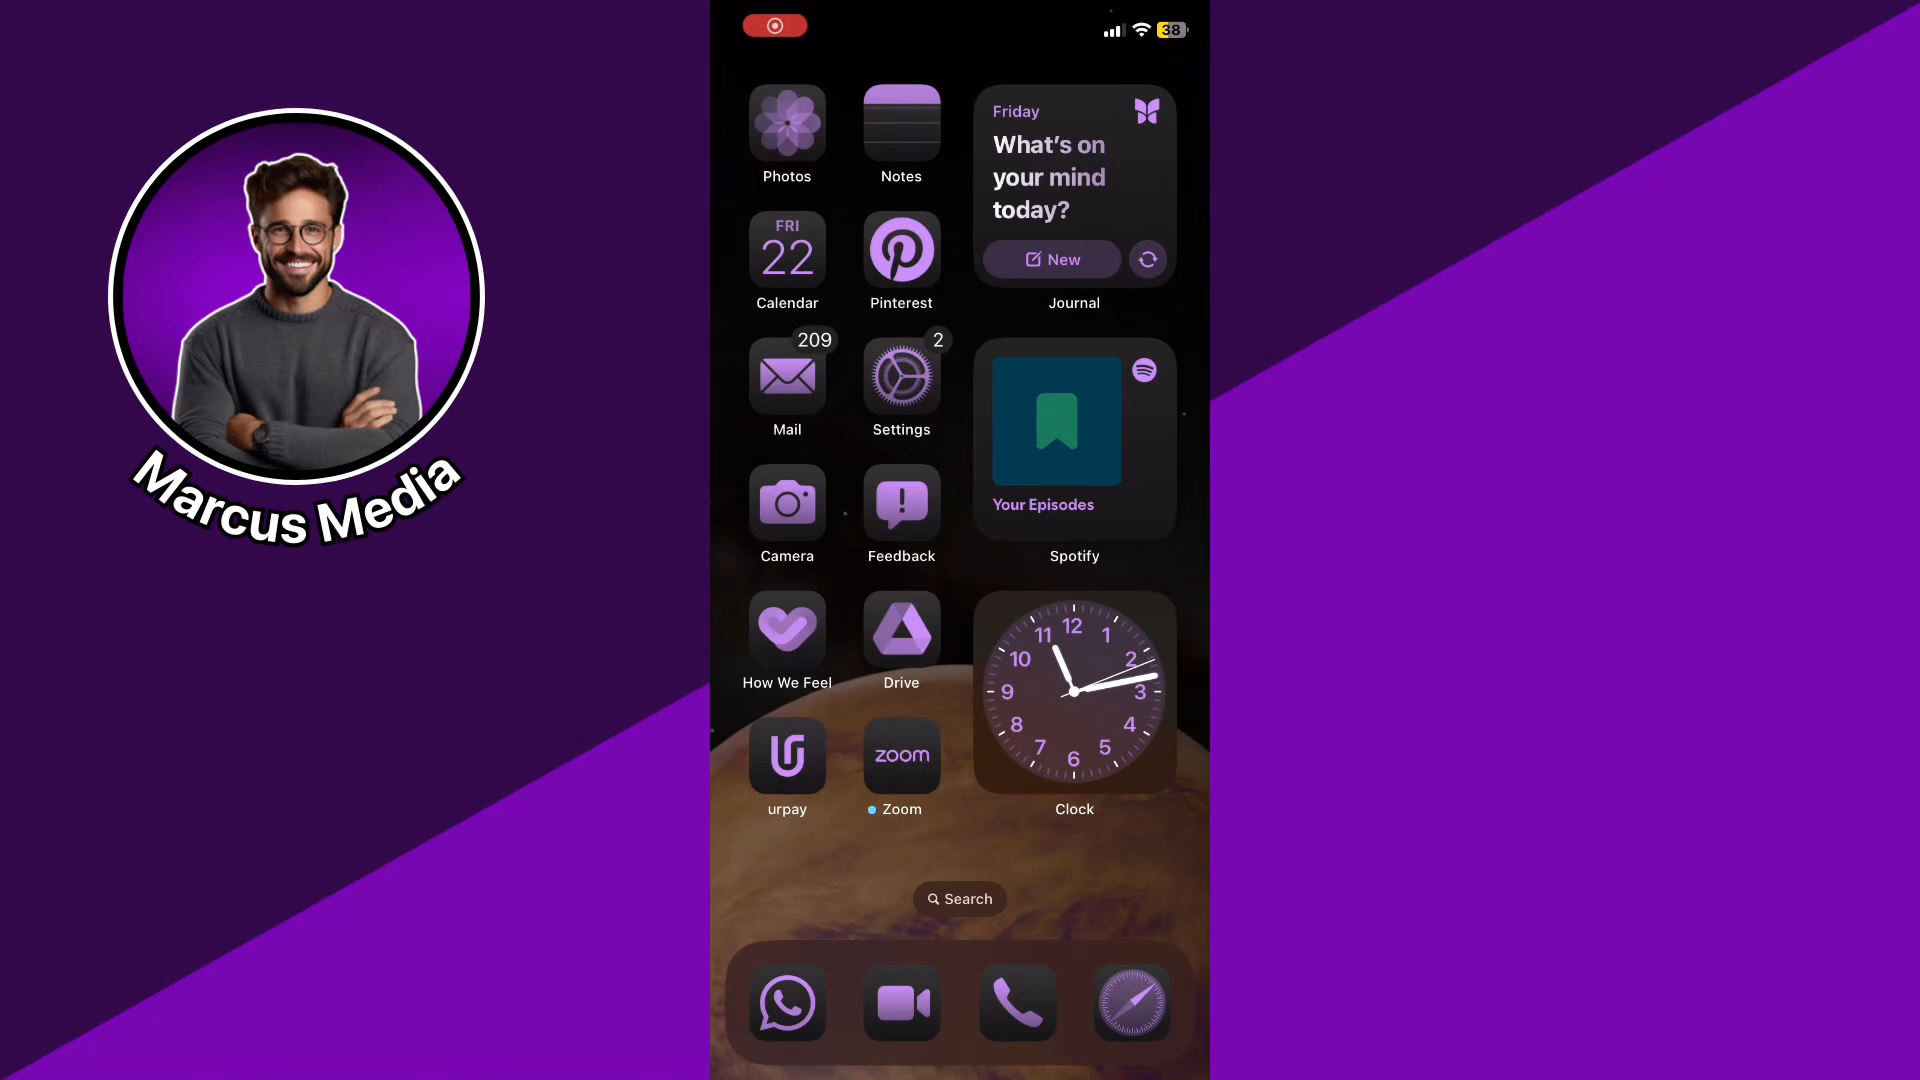 Marcus Media
38
Photos
Notes
Friday
What's on
your mind
today?
New
Journal
FRI
22
Calendar
Pinterest
209
Mail
2
Settings
Your Episodes
Spotify
Camera
Feedback
How We Feel
Drive
12
1
2
3
4
5
6
7
8
9
10
11
Clock
urpay
zoom
Zoom
Search